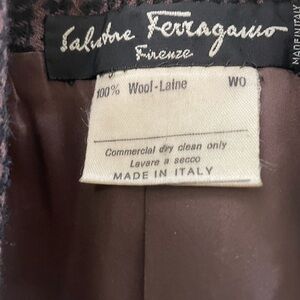 Salvatore Ferragamo
Firenze
MADE IN ITALY
100% Wool-Laine WO
Commercial dry clean only
Lavare a secco
MADE IN ITALY